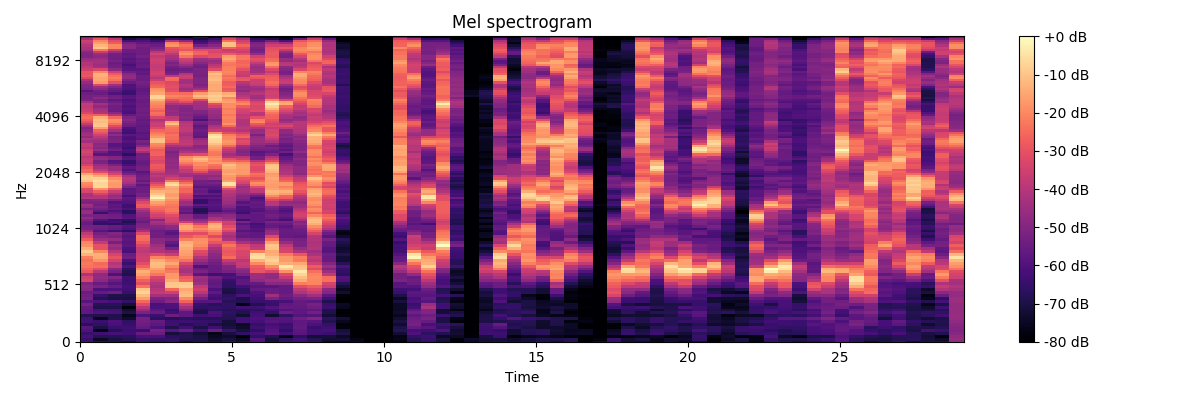 Mel spectrogram
Hz
8192
4096
2048
1024
512
0
0 5 10 15 20 25
Time
+0 dB
-10 dB
-20 dB
-30 dB
-40 dB
-50 dB
-60 dB
-70 dB
-80 dB